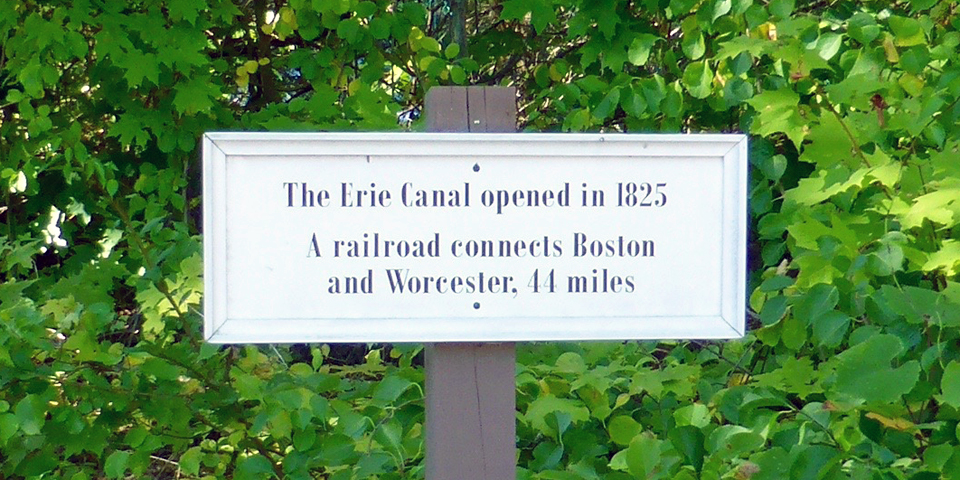 The Erie Canal opened in 1825
A railroad connects Boston
and Worcester, 44 miles